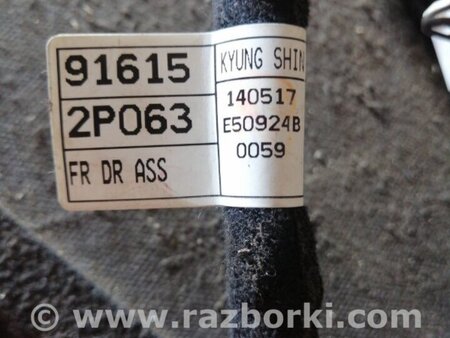 91615
2P063
FR DR ASS
KYUNG SHIN
140517
E50924B
0059
© www.razborki.com